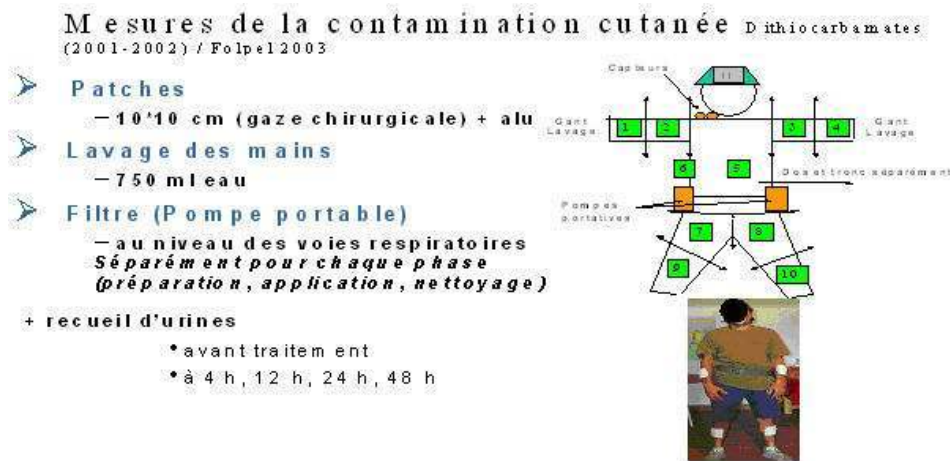 Mesures de la contamination cutanée Dithiocarbamates
(2001-2002) / Folpel 2003
Patches
– 10*10 cm (gaze chirurgicale) + alu
Lavage des mains
– 750 ml eau
Filtre (Pompe portable)
– au niveau des voies respiratoires
Séparément pour chaque phase
(préparation, application, nettoyage)
+ recueil d'urines
• avant traitement
• à 4 h, 12 h, 24 h, 48 h
Capteurs
11
Gant
Lavage
1 2 3 4
Gant
Lavage
6 5
Dos et tronc séparément
Pompes
portatives
7 8
9 10